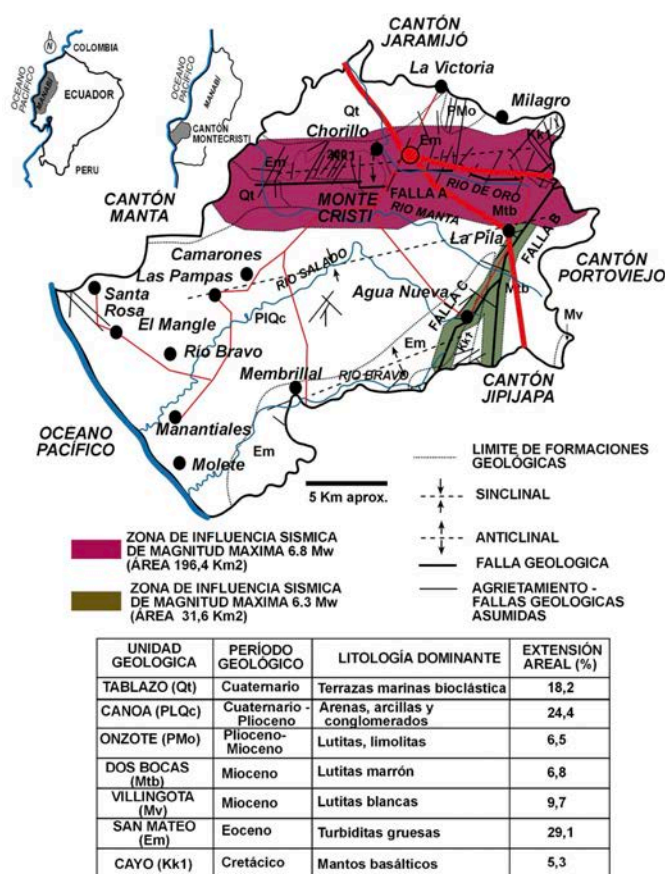 CANTÓN
JARAMIJÓ
OCEANO
PACÍFICO
N
COLOMBIA
MANABÍ
ECUADOR
PERU
OCEANO
PACÍFICO
MANABÍ
CANTÓN
MONTECRISTI
La Victoria
Qt
PMo
Milagro
Chorillo
Em
Kk1
Em
Kk1
CANTÓN
MANTA
Qt
MONTE
CRISTI
FALLA A
RIO DE ORO
RIO MANTA
Mtb
La Pila
FALLA B
CANTÓN
PORTOVIEJO
Camarones
Las Pampas
RIO SALADO
Santa
Rosa
Agua Nueva
FALLA C
Mtb
El Mangle
PlQc
Mv
Río Bravo
Em
Kk1
Membrillal
RIO BRAVO
CANTÓN
JIPIJAPA
Manantiales
OCEANO
PACÍFICO
Em
Molete
5 Km aprox.
LIMITE DE FORMACIONES
GEOLÓGICAS
SINCLINAL
ANTICLINAL
FALLA GEOLOGICA
AGRIETAMIENTO -
FALLAS GEOLOGICAS
ASUMIDAS
ZONA DE INFLUENCIA SISMICA
DE MAGNITUD MAXIMA 6.8 Mw
(ÁREA 196,4 Km2)
ZONA DE INFLUENCIA SISMICA
DE MAGNITUD MAXIMA 6.3 Mw
(ÁREA 31,6 Km2)
UNIDAD GEOLOGICA PERÍODO GEOLÓGICO LITOLOGÍA DOMINANTE EXTENSIÓN AREAL (%)
TABLAZO (Qt) Cuaternario Terrazas marinas bioclástica 18,2
CANOA (PLQc) Cuaternario - Plioceno Arenas, arcillas y conglomerados 24,4
ONZOTE (PMo) Plioceno- Mioceno Lutitas, limolitas 6,5
DOS BOCAS (Mtb) Mioceno Lutitas marrón 6,8
VILLINGOTA (Mv) Mioceno Lutitas blancas 9,7
SAN MATEO (Em) Eoceno Turbiditas gruesas 29,1
CAYO (Kk1) Cretácico Mantos basálticos 5,3